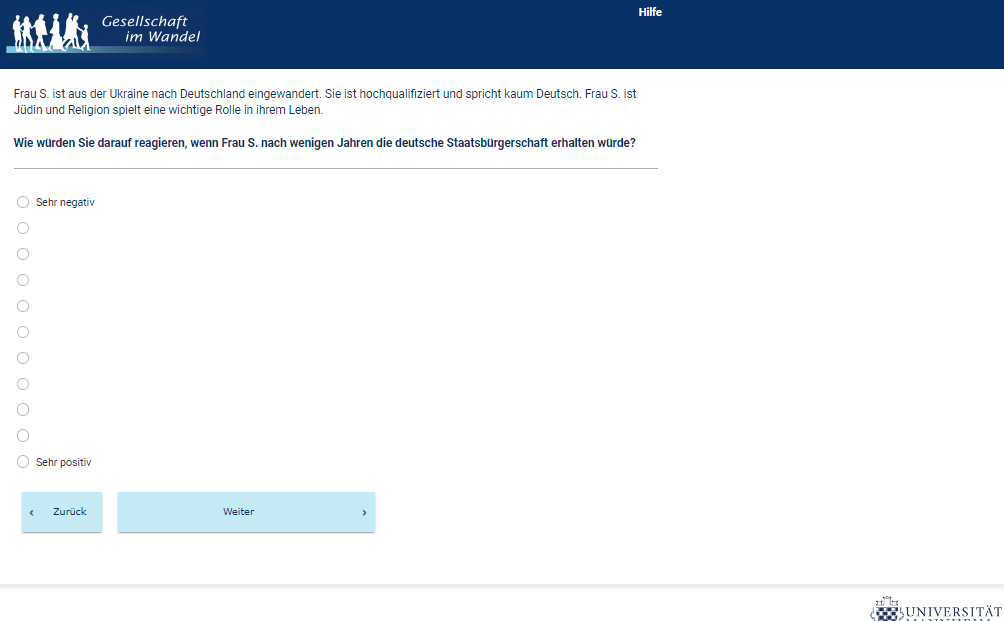 Gesellschaft
im Wandel
Hilfe
Frau S. ist aus der Ukraine nach Deutschland eingewandert. Sie ist hochqualifiziert und spricht kaum Deutsch. Frau S. ist
Jüdin und Religion spielt eine wichtige Rolle in ihrem Leben.
Wie würden Sie darauf reagieren, wenn Frau S. nach wenigen Jahren die deutsche Staatsbürgerschaft erhalten würde?
Sehr negativ
Sehr positiv
‹ Zurück
Weiter ›
UNIVERSITÄT
MANNHEIM